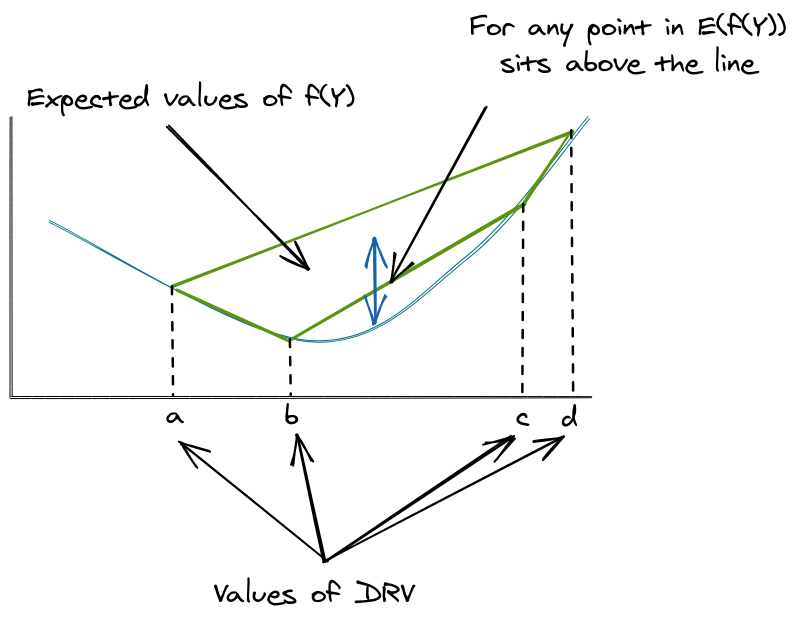 For any point in E(f(Y))
sits above the line
Expected values of f(Y)
a
b
c
d
Values of DRV